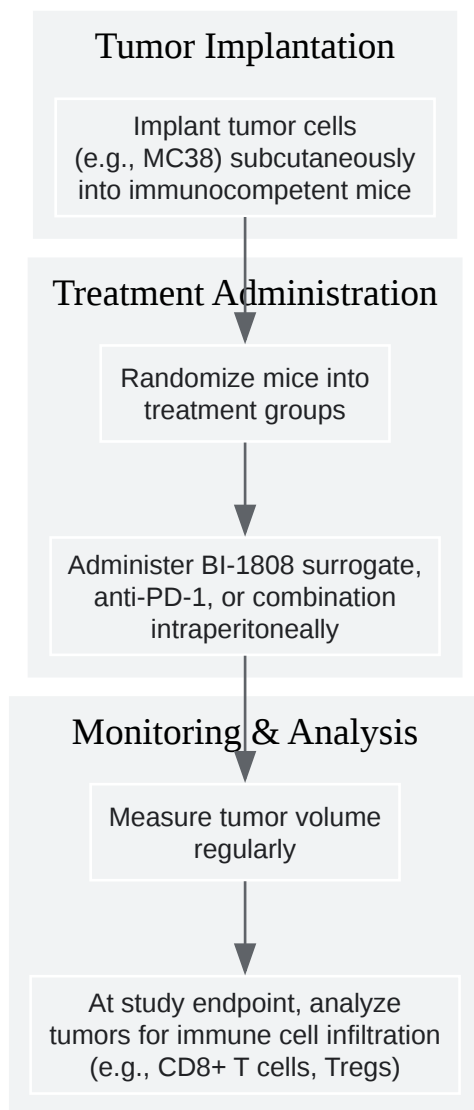 Tumor Implantation
Implant tumor cells
(e.g., MC38) subcutaneously
into immunocompetent mice
Treatment Administration
Randomize mice into
treatment groups
Administer BI-1808 surrogate,
anti-PD-1, or combination
intraperitoneally
Monitoring & Analysis
Measure tumor volume
regularly
At study endpoint, analyze
tumors for immune cell infiltration
(e.g., CD8+ T cells, Tregs)